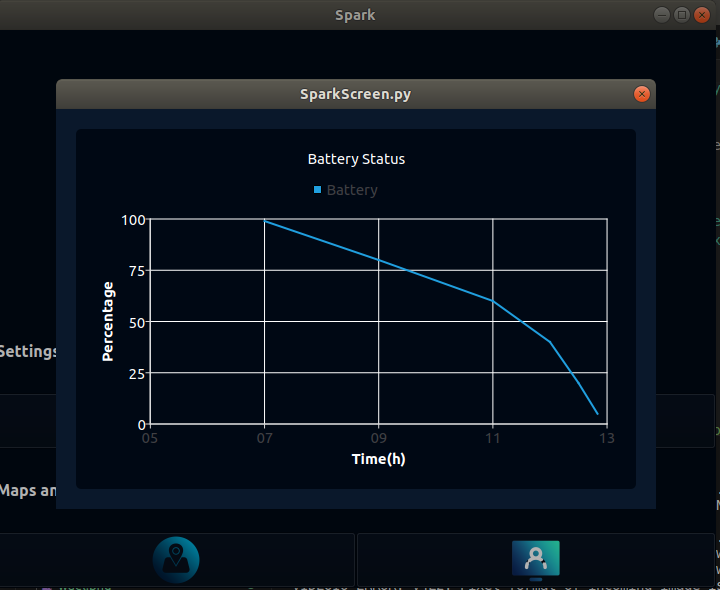 Spark
SparkScreen.py
Battery Status
Battery
100
75
50
25
0
Percentage
05 07 09 11 13
Time(h)
Settings
Maps an